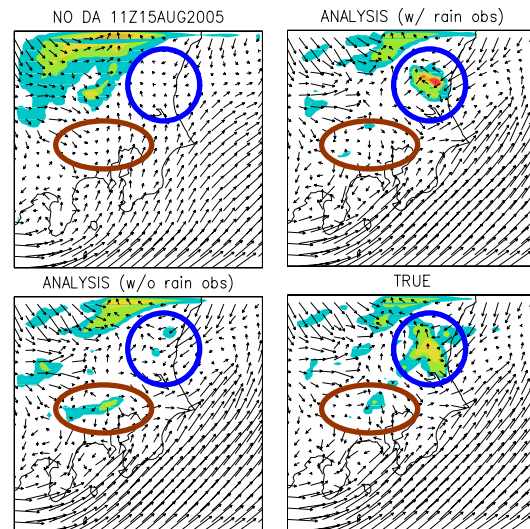 NO DA 11Z15AUG2005
ANALYSIS (w/ rain obs)
ANALYSIS (w/o rain obs)
TRUE